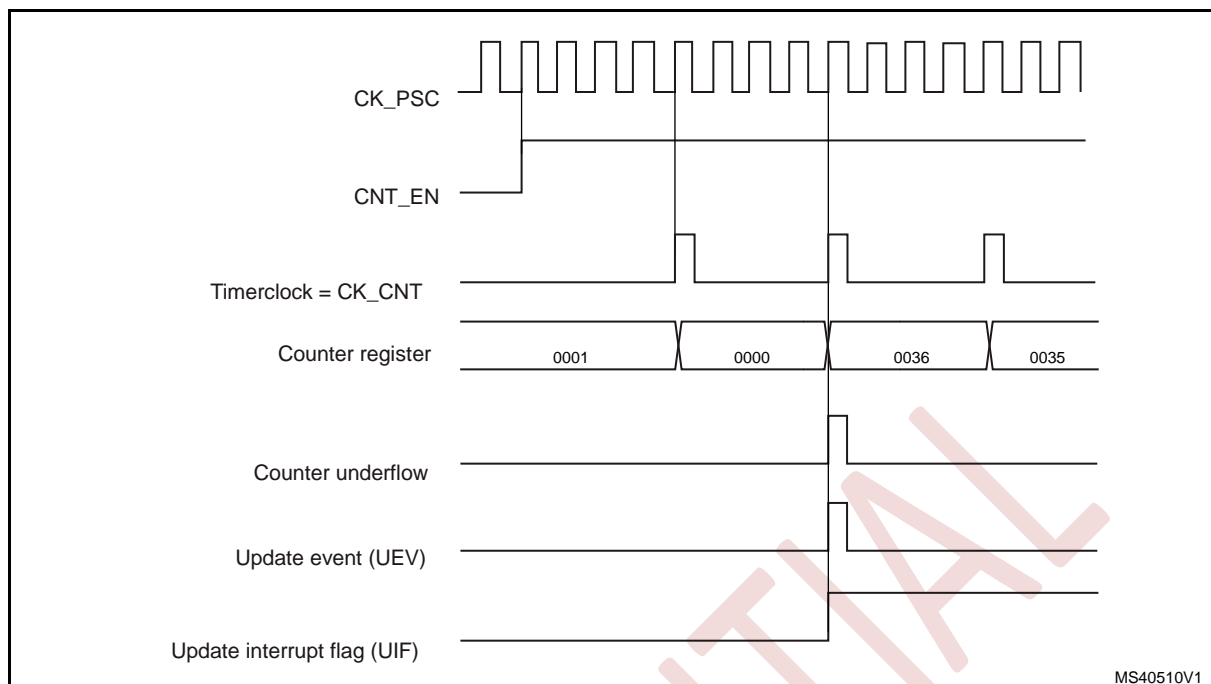 CK_PSC
CNT_EN
Timerclock = CK_CNT
Counter register
0001 0000 0036 0035
Counter underflow
Update event (UEV)
Update interrupt flag (UIF)
MS40510V1
NTIAL